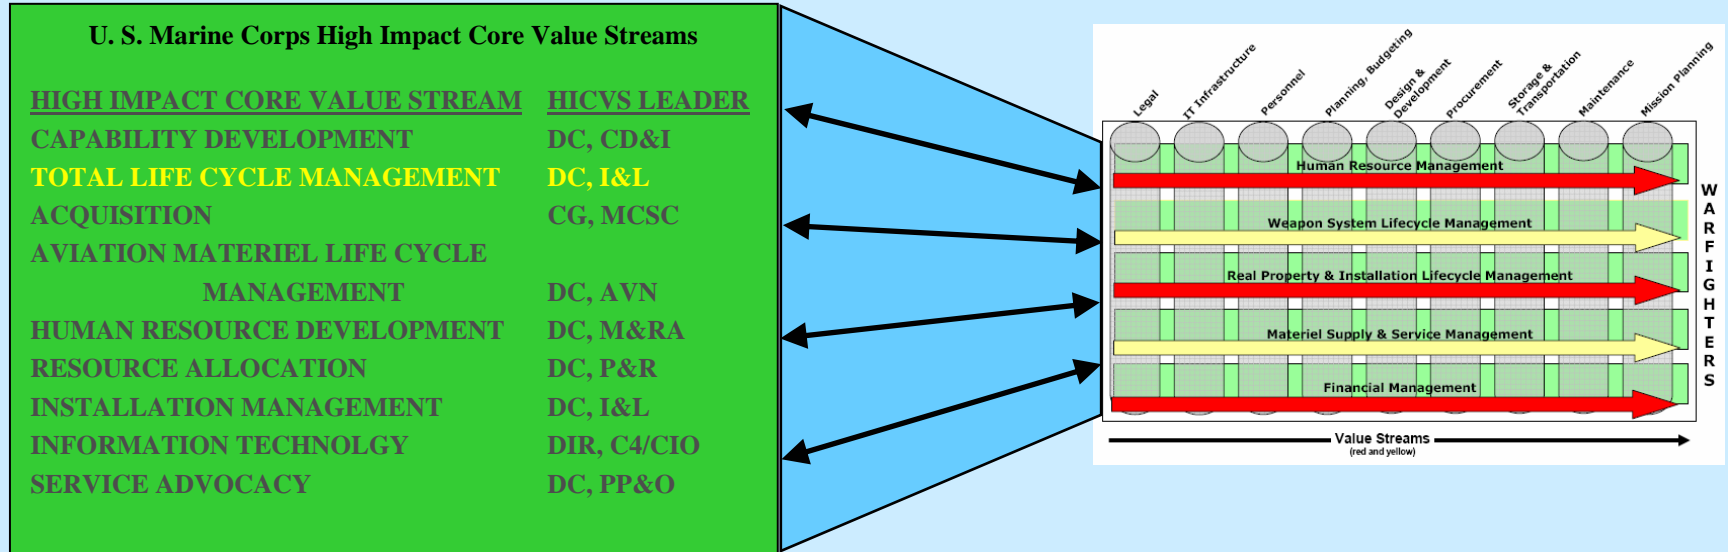 U. S. Marine Corps High Impact Core Value Streams
HIGH IMPACT CORE VALUE STREAM HICVS LEADER
CAPABILITY DEVELOPMENT DC, CD&I
TOTAL LIFE CYCLE MANAGEMENT DC, I&L
ACQUISITION CG, MCSC
AVIATION MATERIEL LIFE CYCLE
MANAGEMENT DC, AVN
HUMAN RESOURCE DEVELOPMENT DC, M&RA
RESOURCE ALLOCATION DC, P&R
INSTALLATION MANAGEMENT DC, I&L
INFORMATION TECHNOLGY DIR, C4/CIO
SERVICE ADVOCACY DC, PP&O
Legal
IT Infrastructure
Personnel
Planning, Budgeting
Design &
Development
Procurement
Storage &
Transportation
Maintenance
Mission Planning
Human Resource Management
Weapon System Lifecycle Management
Real Property & Installation Lifecycle Management
Materiel Supply & Service Management
Financial Management
WARFIGHTERS
Value Streams
(red and yellow)